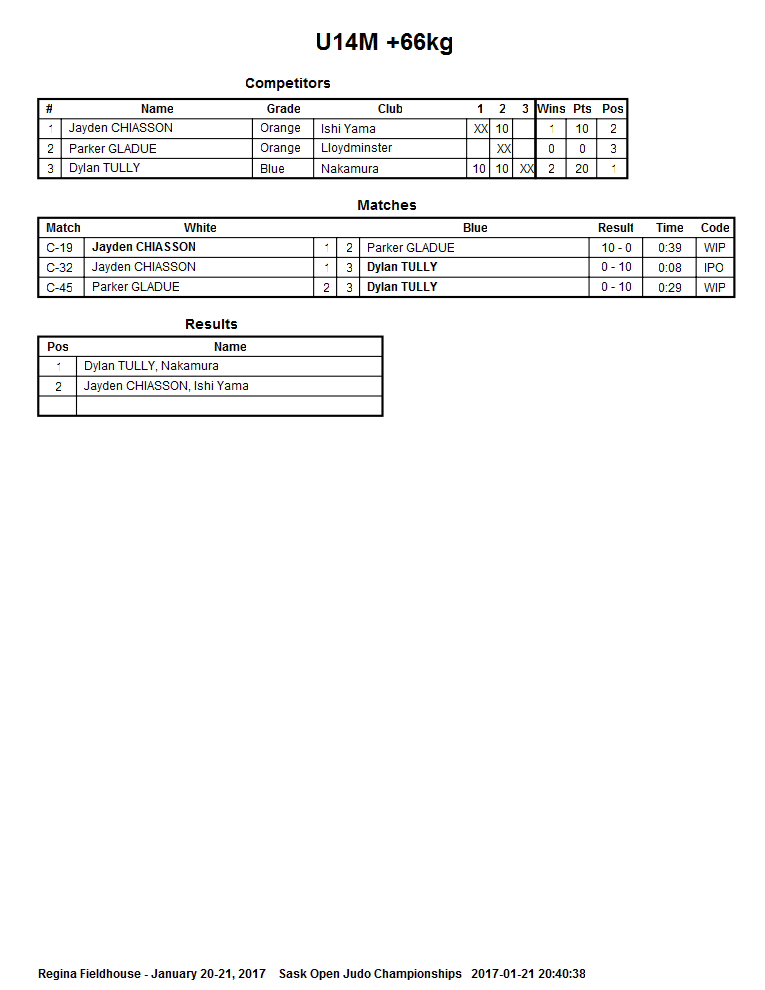 U14M +66kg
Competitors
# Name Grade Club 1 2 3 Wins Pts Pos
1 Jayden CHIASSON Orange Ishi Yama XX 10 1 10 2
2 Parker GLADUE Orange Lloydminster XX 0 0 3
3 Dylan TULLY Blue Nakamura 10 10 XX 2 20 1
Matches
Match White Blue Result Time Code
C-19 Jayden CHIASSON 1 2 Parker GLADUE 10 - 0 0:39 WIP
C-32 Jayden CHIASSON 1 3 Dylan TULLY 0 - 10 0:08 IPO
C-45 Parker GLADUE 2 3 Dylan TULLY 0 - 10 0:29 WIP
Results
Pos Name
1 Dylan TULLY, Nakamura
2 Jayden CHIASSON, Ishi Yama
Regina Fieldhouse - January 20-21, 2017 Sask Open Judo Championships 2017-01-21 20:40:38